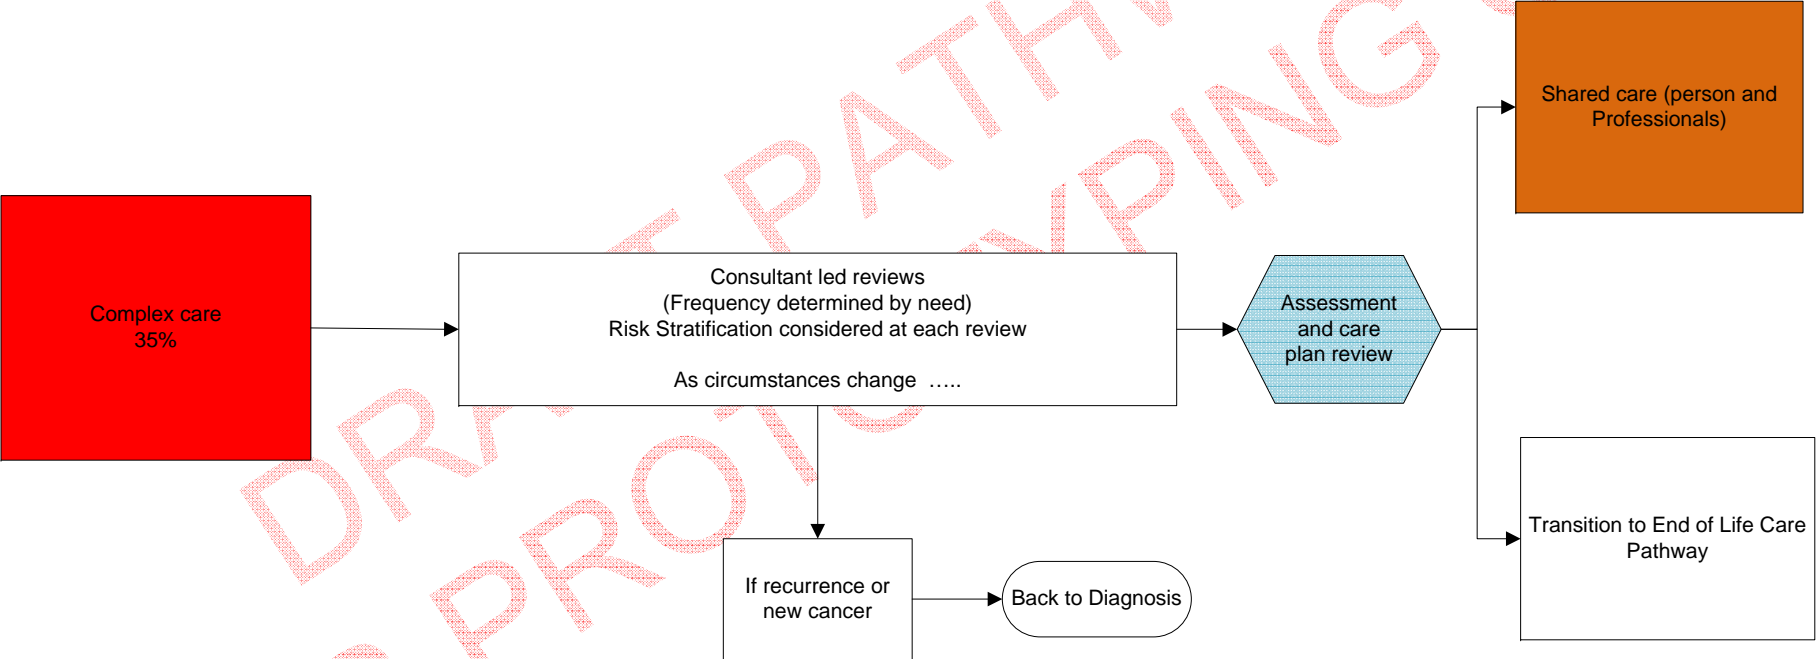 Shared care (person and
Professionals)
Complex care
35%
Consultant led reviews
(Frequency determined by need)
Risk Stratification considered at each review
As circumstances change …..
Assessment
and care
plan review
Transition to End of Life Care
Pathway
If recurrence or
new cancer
Back to Diagnosis